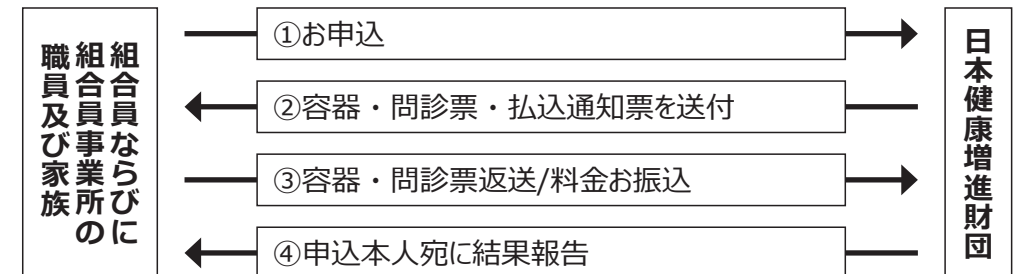 組合員ならびに
組合員事業所の
職員及び家族
①お申込
②容器・問診票・払込通知票を送付
③容器・問診票返送/料金お振込
④申込本人宛に結果報告
日本健康増進財団